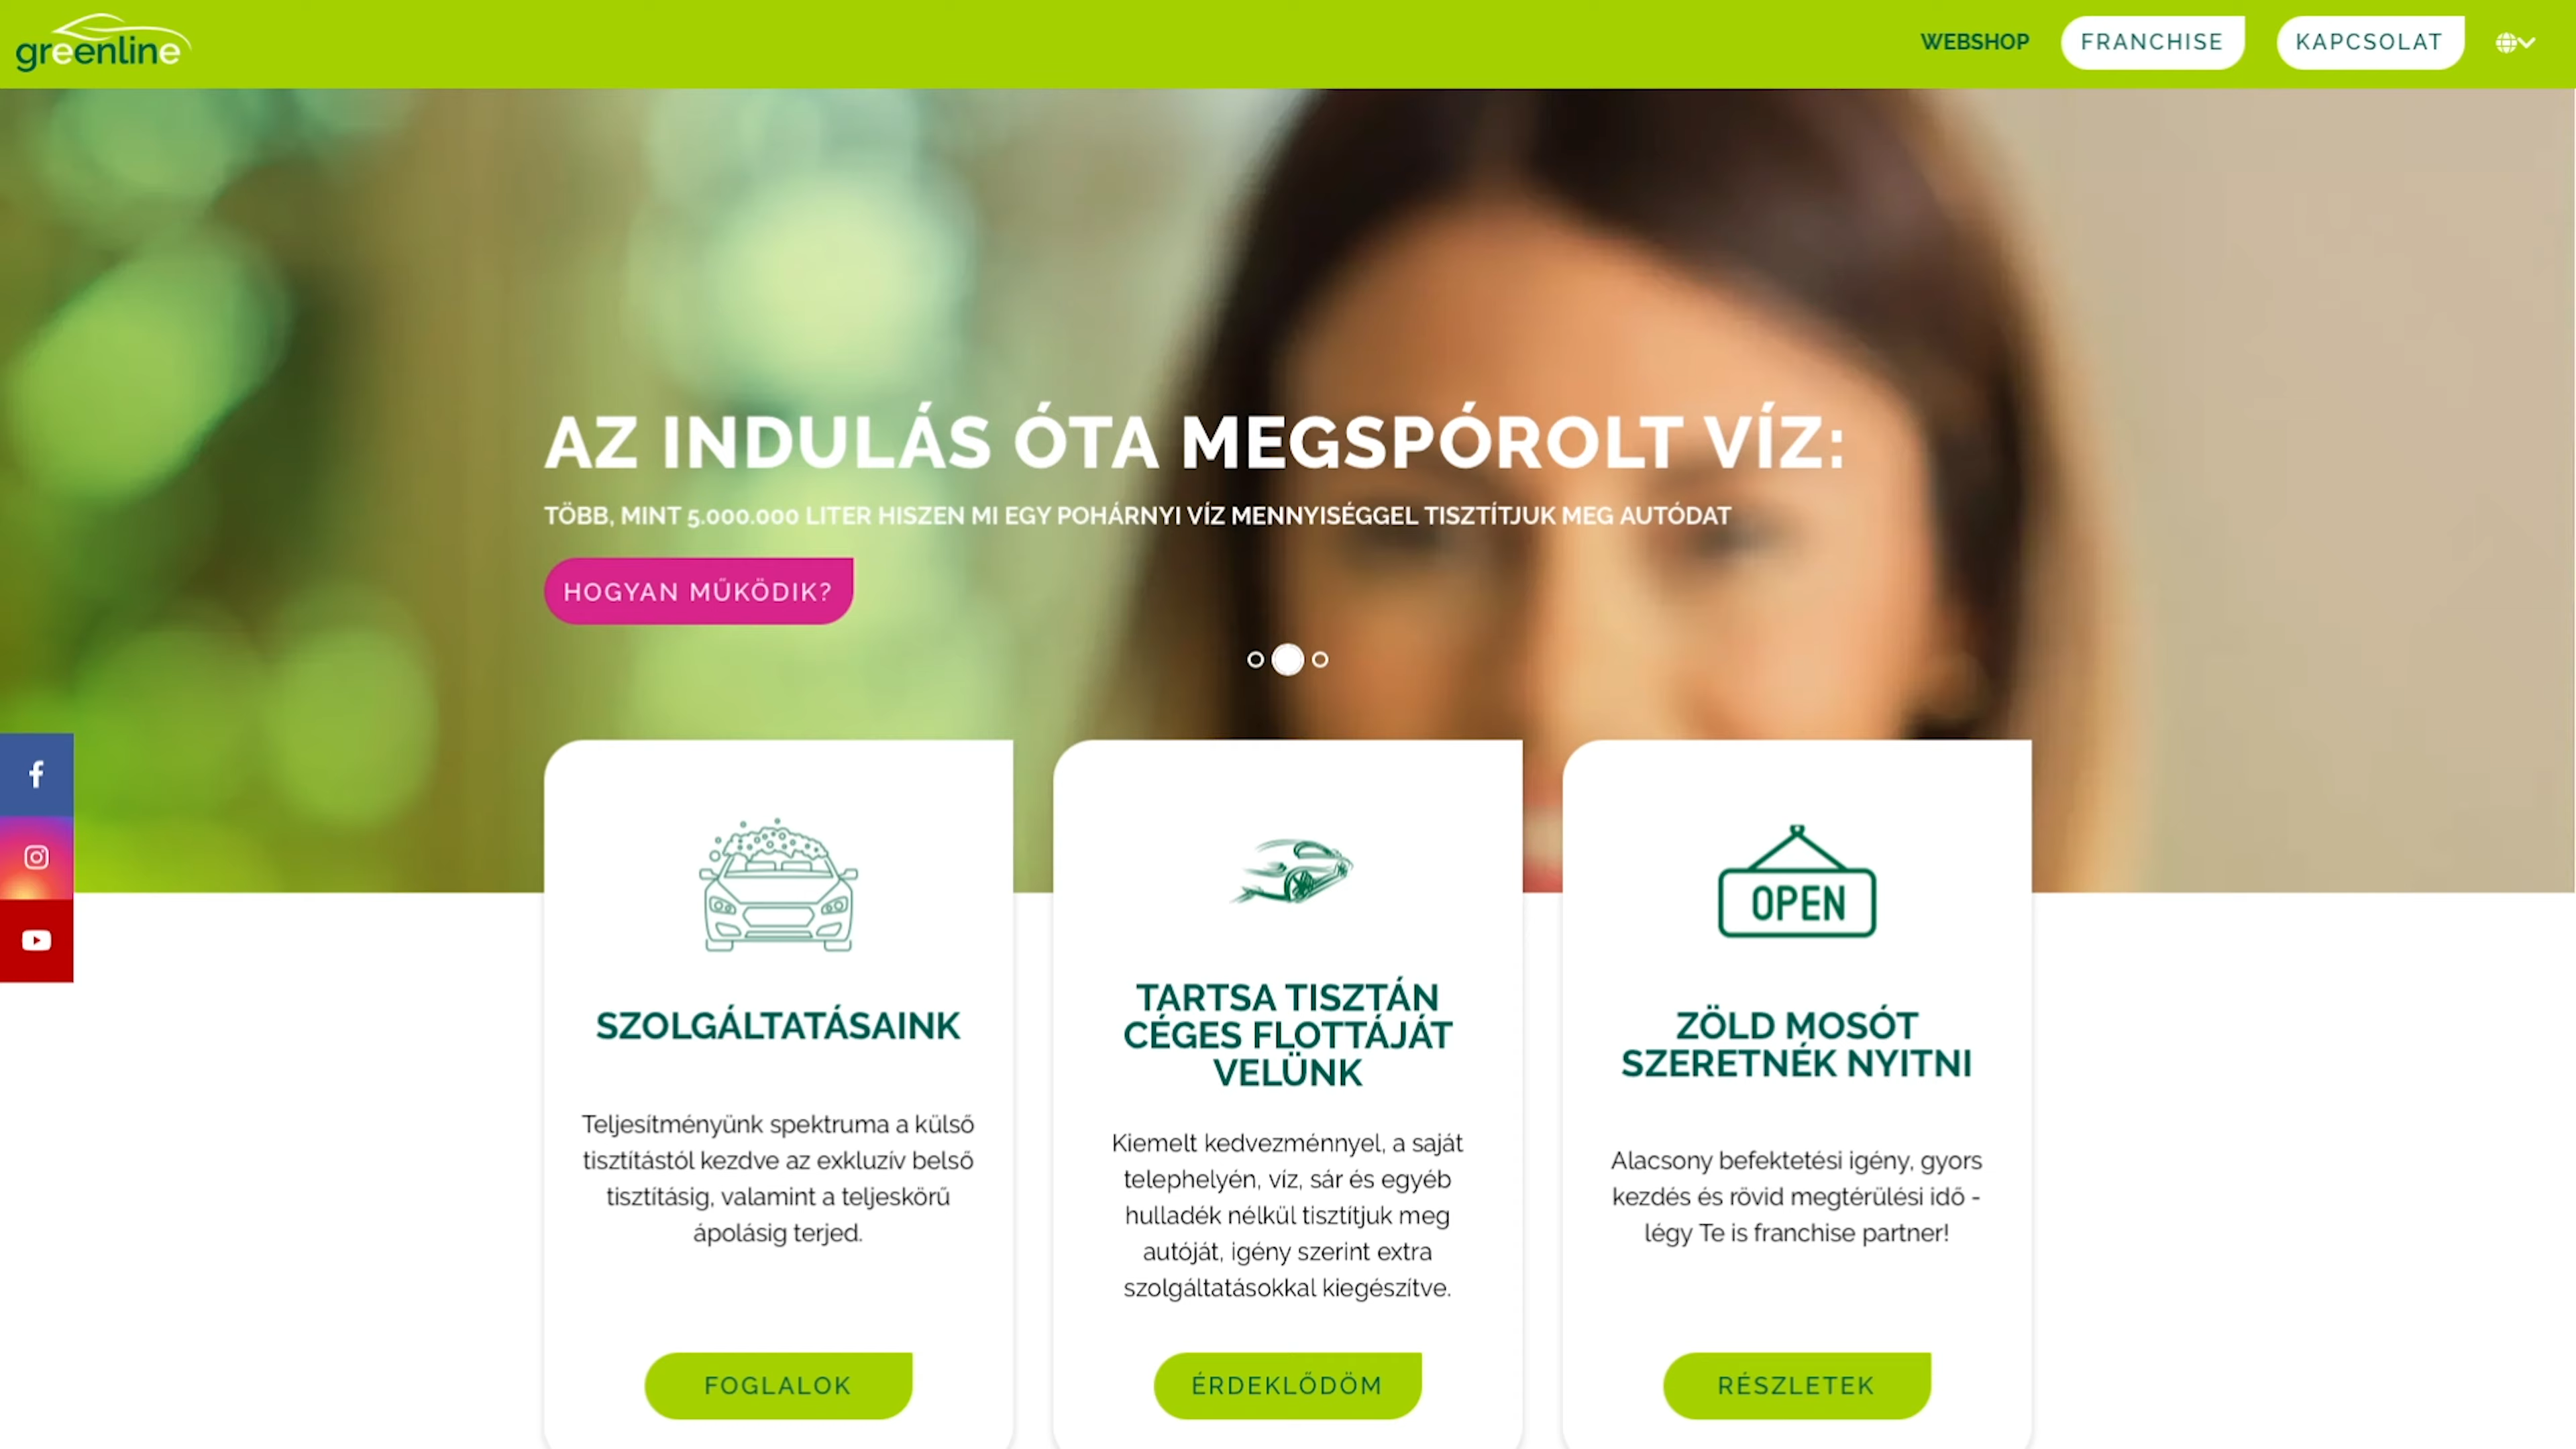 greenline
WEBSHOP
FRANCHISE
KAPCSOLAT
AZ INDULÁS ÓTA MEGSPÓROLT VÍZ:
TÖBB, MINT 5.000.000 LITER HISZEN MI EGY POHÁRNYI VÍZ MENNYISÉGGEL TISZTÍTJUK MEG AUTÓDAT
HOGYAN MŰKÖDIK?
SZOLGÁLTATÁSAINK
Teljesítményünk spektruma a külső
tisztítástól kezdve az exkluzív belső
tisztításig, valamint a teljeskörű
ápolásig terjed.
FOGLALOK
TARTSA TISZTÁN
CÉGES FLOTTÁJÁT
VELÜNK
Kiemelt kedvezménnyel, a saját
telephelyén, víz, sár és egyéb
hulladék nélkül tisztítjuk meg
autóját, igény szerint extra
szolgáltatásokkal kiegészítve.
ÉRDEKLŐDÖM
OPEN
ZÖLD MOSÓT
SZERETNÉK NYITNI
Alacsony befektetési igény, gyors
kezdés és rövid megtérülési idő -
légy Te is franchise partner!
RÉSZLETEK